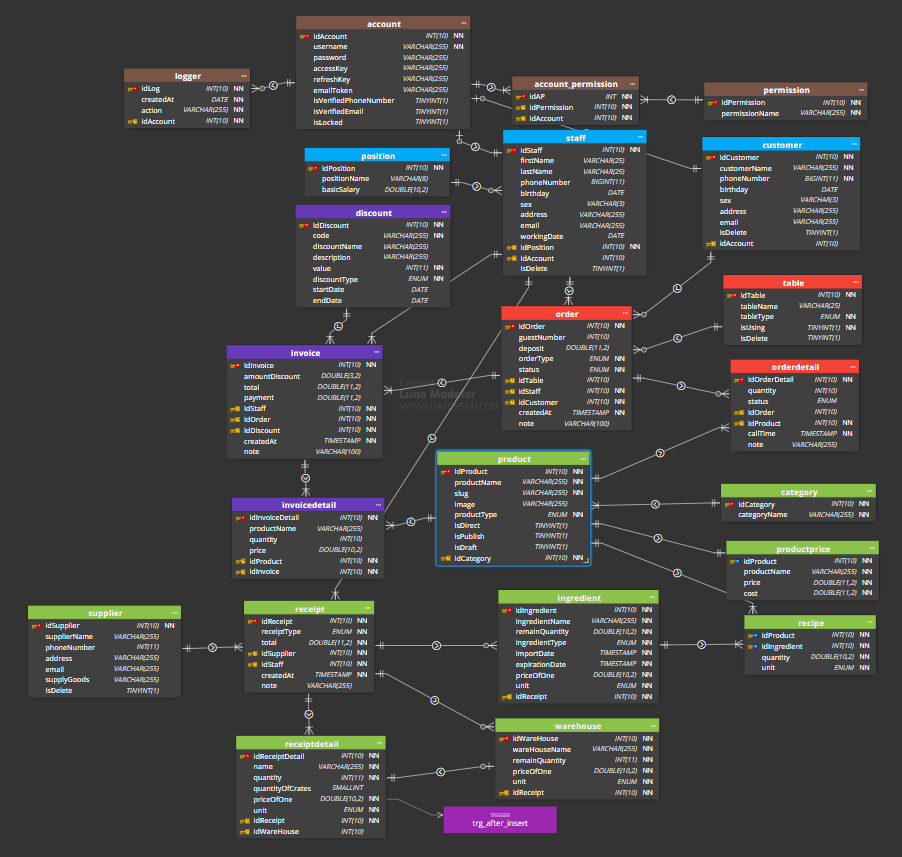 account
idAccount INT(10) NN
username VARCHAR(255) NN
password VARCHAR(255)
accessKey VARCHAR(255)
refreshKey VARCHAR(255)
emailToken VARCHAR(255)
isVerifiedPhoneNumber TINYINT(1)
isVerifiedEmail TINYINT(1)
isLocked TINYINT(1)
logger
idLog INT(10) NN
createdAt DATE NN
action VARCHAR(255) NN
idAccount INT(10) NN
account_permission
idAP INT(10) NN
idPermission INT(10) NN
idAccount INT(10) NN
permission
idPermission INT(10) NN
permissionName VARCHAR(255) NN
position
idPosition INT(10) NN
positionName VARCHAR(8)
basicSalary DOUBLE(10,2)
staff
idStaff INT(10) NN
firstName VARCHAR(25)
lastName VARCHAR(25)
phoneNumber BIGINT(11)
birthday DATE
sex VARCHAR(3)
address VARCHAR(255)
email VARCHAR(255)
workingDate DATE
idPosition INT(10) NN
idAccount INT(10)
isDelete TINYINT(1)
customer
idCustomer INT(10) NN
customerName VARCHAR(255) NN
phoneNumber BIGINT(11) NN
birthday DATE
sex VARCHAR(3)
address VARCHAR(255)
email VARCHAR(255)
isDelete TINYINT(1)
idAccount INT(10)
discount
idDiscount INT(10) NN
code VARCHAR(255) NN
discountName VARCHAR(255)
description VARCHAR(255)
value INT(11) NN
discountType ENUM NN
startDate DATE
endDate DATE
table
idTable INT(10) NN
tableName VARCHAR(25)
tableType ENUM NN
isUsing TINYINT(1) NN
isDelete TINYINT(1)
order
idOrder INT(10) NN
guestNumber INT(10)
deposit DOUBLE(11,2)
orderType ENUM NN
status ENUM NN
idTable INT(10)
idStaff INT(10) NN
idCustomer INT(10) NN
createdAt TIMESTAMP NN
note VARCHAR(100)
invoice
idInvoice INT(10) NN
amountDiscount DOUBLE(3,2)
total DOUBLE(11,2)
payment DOUBLE(11,2)
idStaff INT(10) NN
idOrder INT(10) NN
idDiscount INT(10) NN
createdAt TIMESTAMP NN
note VARCHAR(100)
Luna Modeler
WWW.DATENSEN.COM
orderdetail
idOrderDetail INT(10) NN
quantity INT(10)
status ENUM
idOrder INT(10)
idProduct INT(10) NN
callTime TIMESTAMP NN
note VARCHAR(255)
product
idProduct INT(10) NN
productName VARCHAR(255) NN
slug VARCHAR(255) NN
image VARCHAR(255)
productType ENUM NN
isDirect TINYINT(1)
isPublish TINYINT(1)
isDraft TINYINT(1)
idCategory INT(10) NN
category
idCategory INT(10) NN
categoryName VARCHAR(255) NN
invoicedetail
idInvoiceDetail INT(10) NN
productName VARCHAR(255)
quantity INT(10)
price DOUBLE(10,2)
idProduct INT(10) NN
idInvoice INT(10) NN
productprice
idProduct INT(10) NN
productName VARCHAR(255) NN
price DOUBLE(11,2) NN
cost DOUBLE(11,2) NN
supplier
idSupplier INT(10) NN
supplierName VARCHAR(255)
phoneNumber INT(11)
address VARCHAR(255)
email VARCHAR(255)
supplyGoods VARCHAR(255)
isDelete TINYINT(1)
receipt
idReceipt INT(10) NN
receiptType ENUM NN
total DOUBLE(11,2) NN
idSupplier INT(10) NN
idStaff INT(10) NN
createdAt TIMESTAMP NN
note VARCHAR(255)
ingredient
idIngredient INT(10) NN
ingredientName VARCHAR(255) NN
remainQuantity DOUBLE(10,2) NN
ingredientType ENUM NN
importDate TIMESTAMP NN
expirationDate TIMESTAMP NN
priceOfOne DOUBLE(10,2) NN
unit ENUM NN
idReceipt INT(10) NN
recipe
idProduct INT(10) NN
idIngredient INT(10) NN
quantity DOUBLE(10,2) NN
unit ENUM NN
receiptdetail
idReceiptDetail INT(10) NN
name VARCHAR(255) NN
quantity INT(11) NN
quantityOfCrates SMALLINT
priceOfOne DOUBLE(10,2) NN
unit ENUM NN
idReceipt INT(10) NN
idWareHouse INT(10)
warehouse
idWareHouse INT(10) NN
wareHouseName VARCHAR(255) NN
remainQuantity INT(11) NN
priceOfOne DOUBLE(10,2) NN
unit ENUM NN
idReceipt INT(10) NN
TRIGGER
trg_after_insert